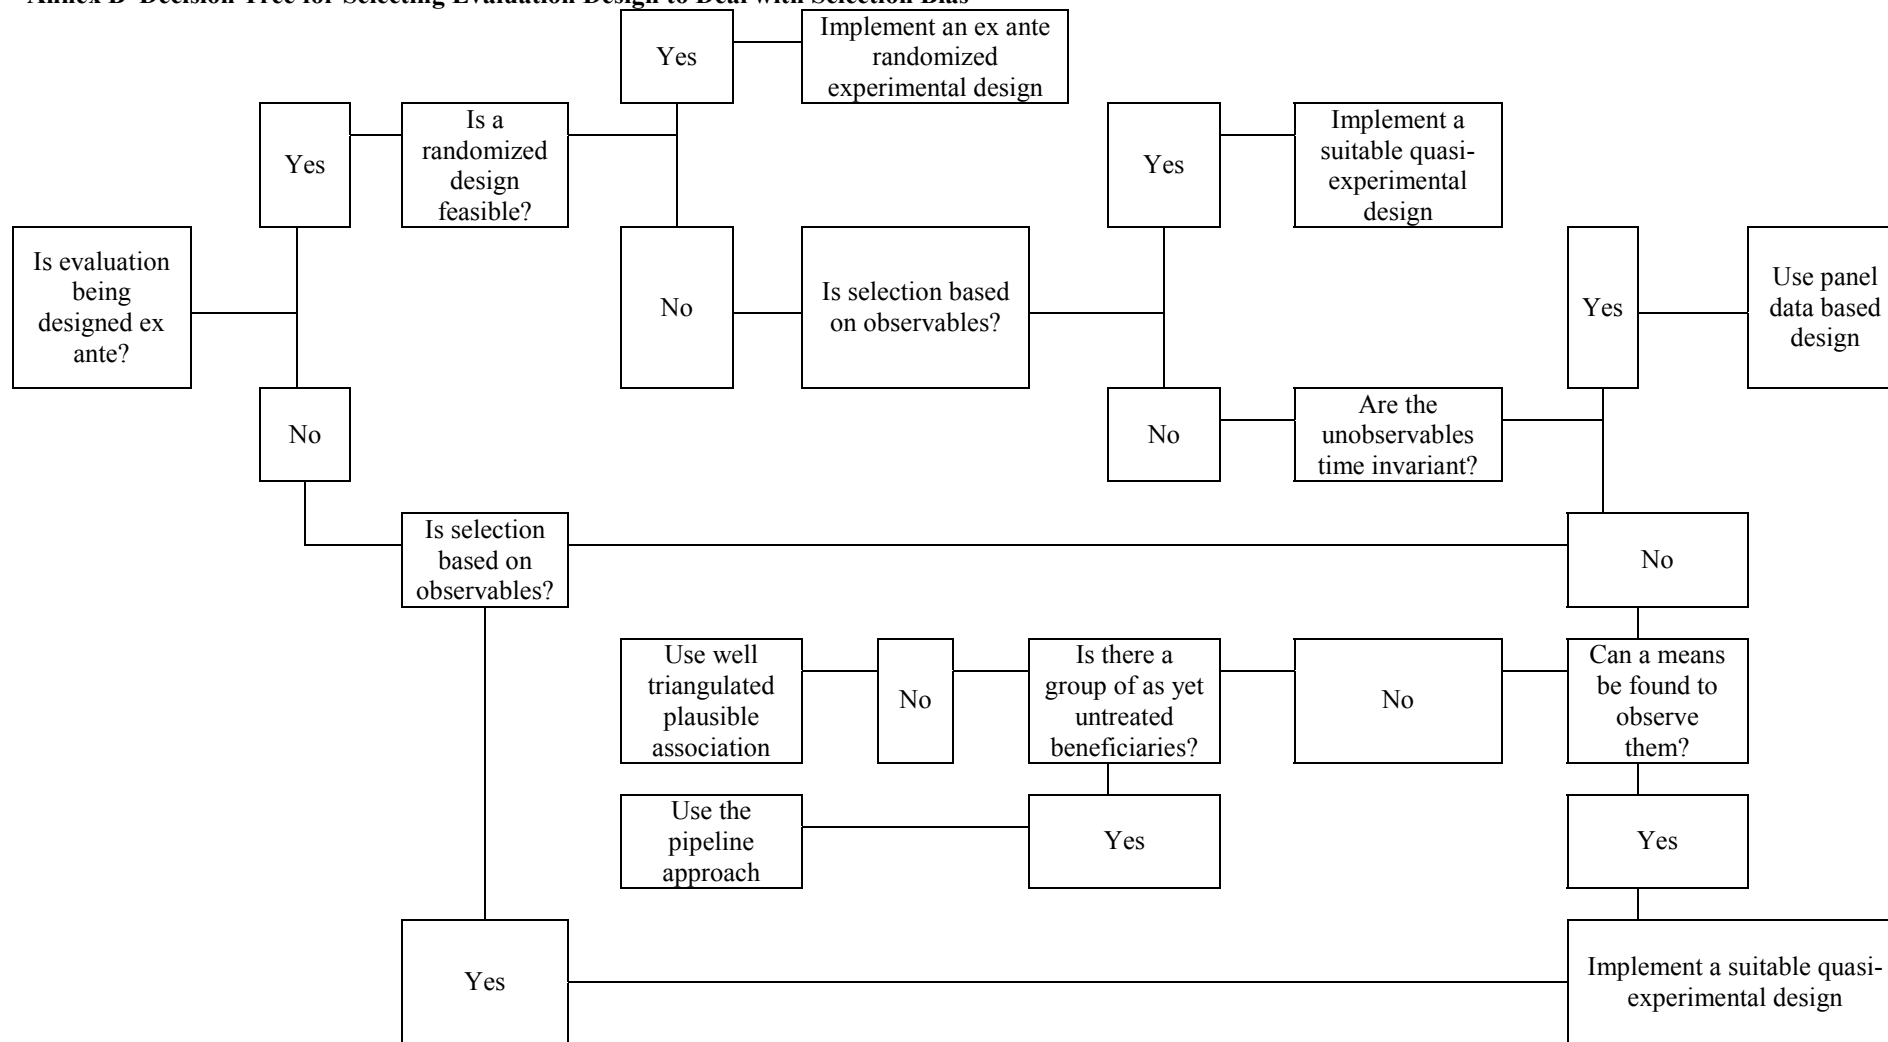 Annex B Decision Tree for Selecting Evaluation Design to Deal with Selection Bias
Yes
Implement an ex ante
randomized
experimental design
Yes
Is a
randomized
design
feasible?
Yes
Implement a
suitable quasi-
experimental
design
Is evaluation
being
designed ex
ante?
No
Is selection based
on observables?
Yes
Use panel
data based
design
No
No
Are the
unobservables
time invariant?
Is selection
based on
observables?
No
Use well
triangulated
plausible
association
No
Is there a
group of as yet
untreated
beneficiaries?
No
Can a means
be found to
observe
them?
Use the
pipeline
approach
Yes
Yes
Yes
Implement a suitable quasi-
experimental design